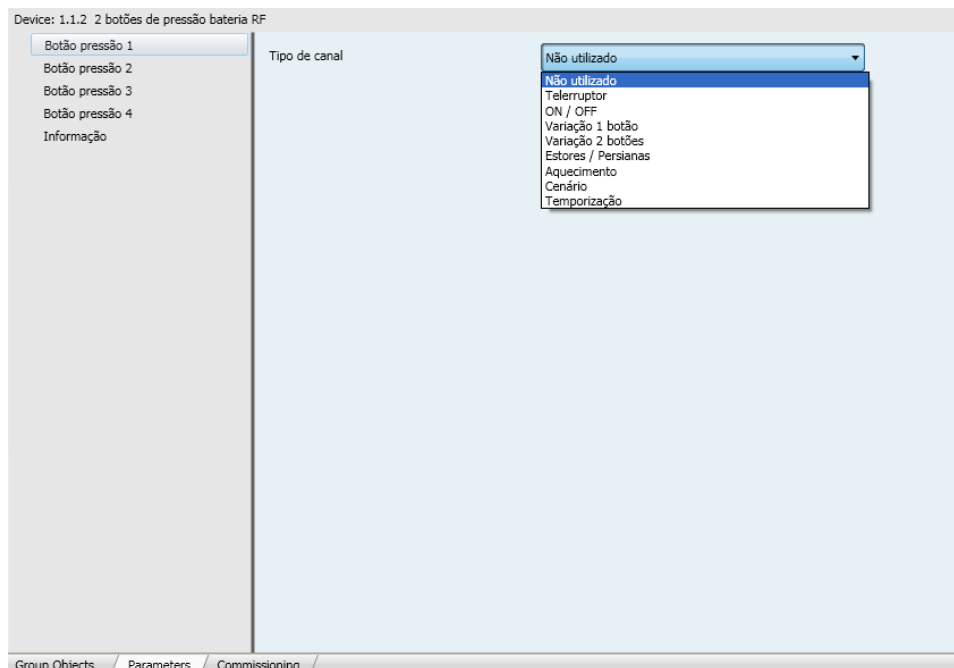 Device: 1.1.2 2 botões de pressão bateria RF
Botão pressão 1
Botão pressão 2
Botão pressão 3
Botão pressão 4
Informação
Tipo de canal
Não utilizado
Não utilizado
Telerruptor
ON / OFF
Variação 1 botão
Variação 2 botões
Estores / Persianas
Aquecimento
Cenário
Temporização
Group Objects / Parameters / Commissioning /